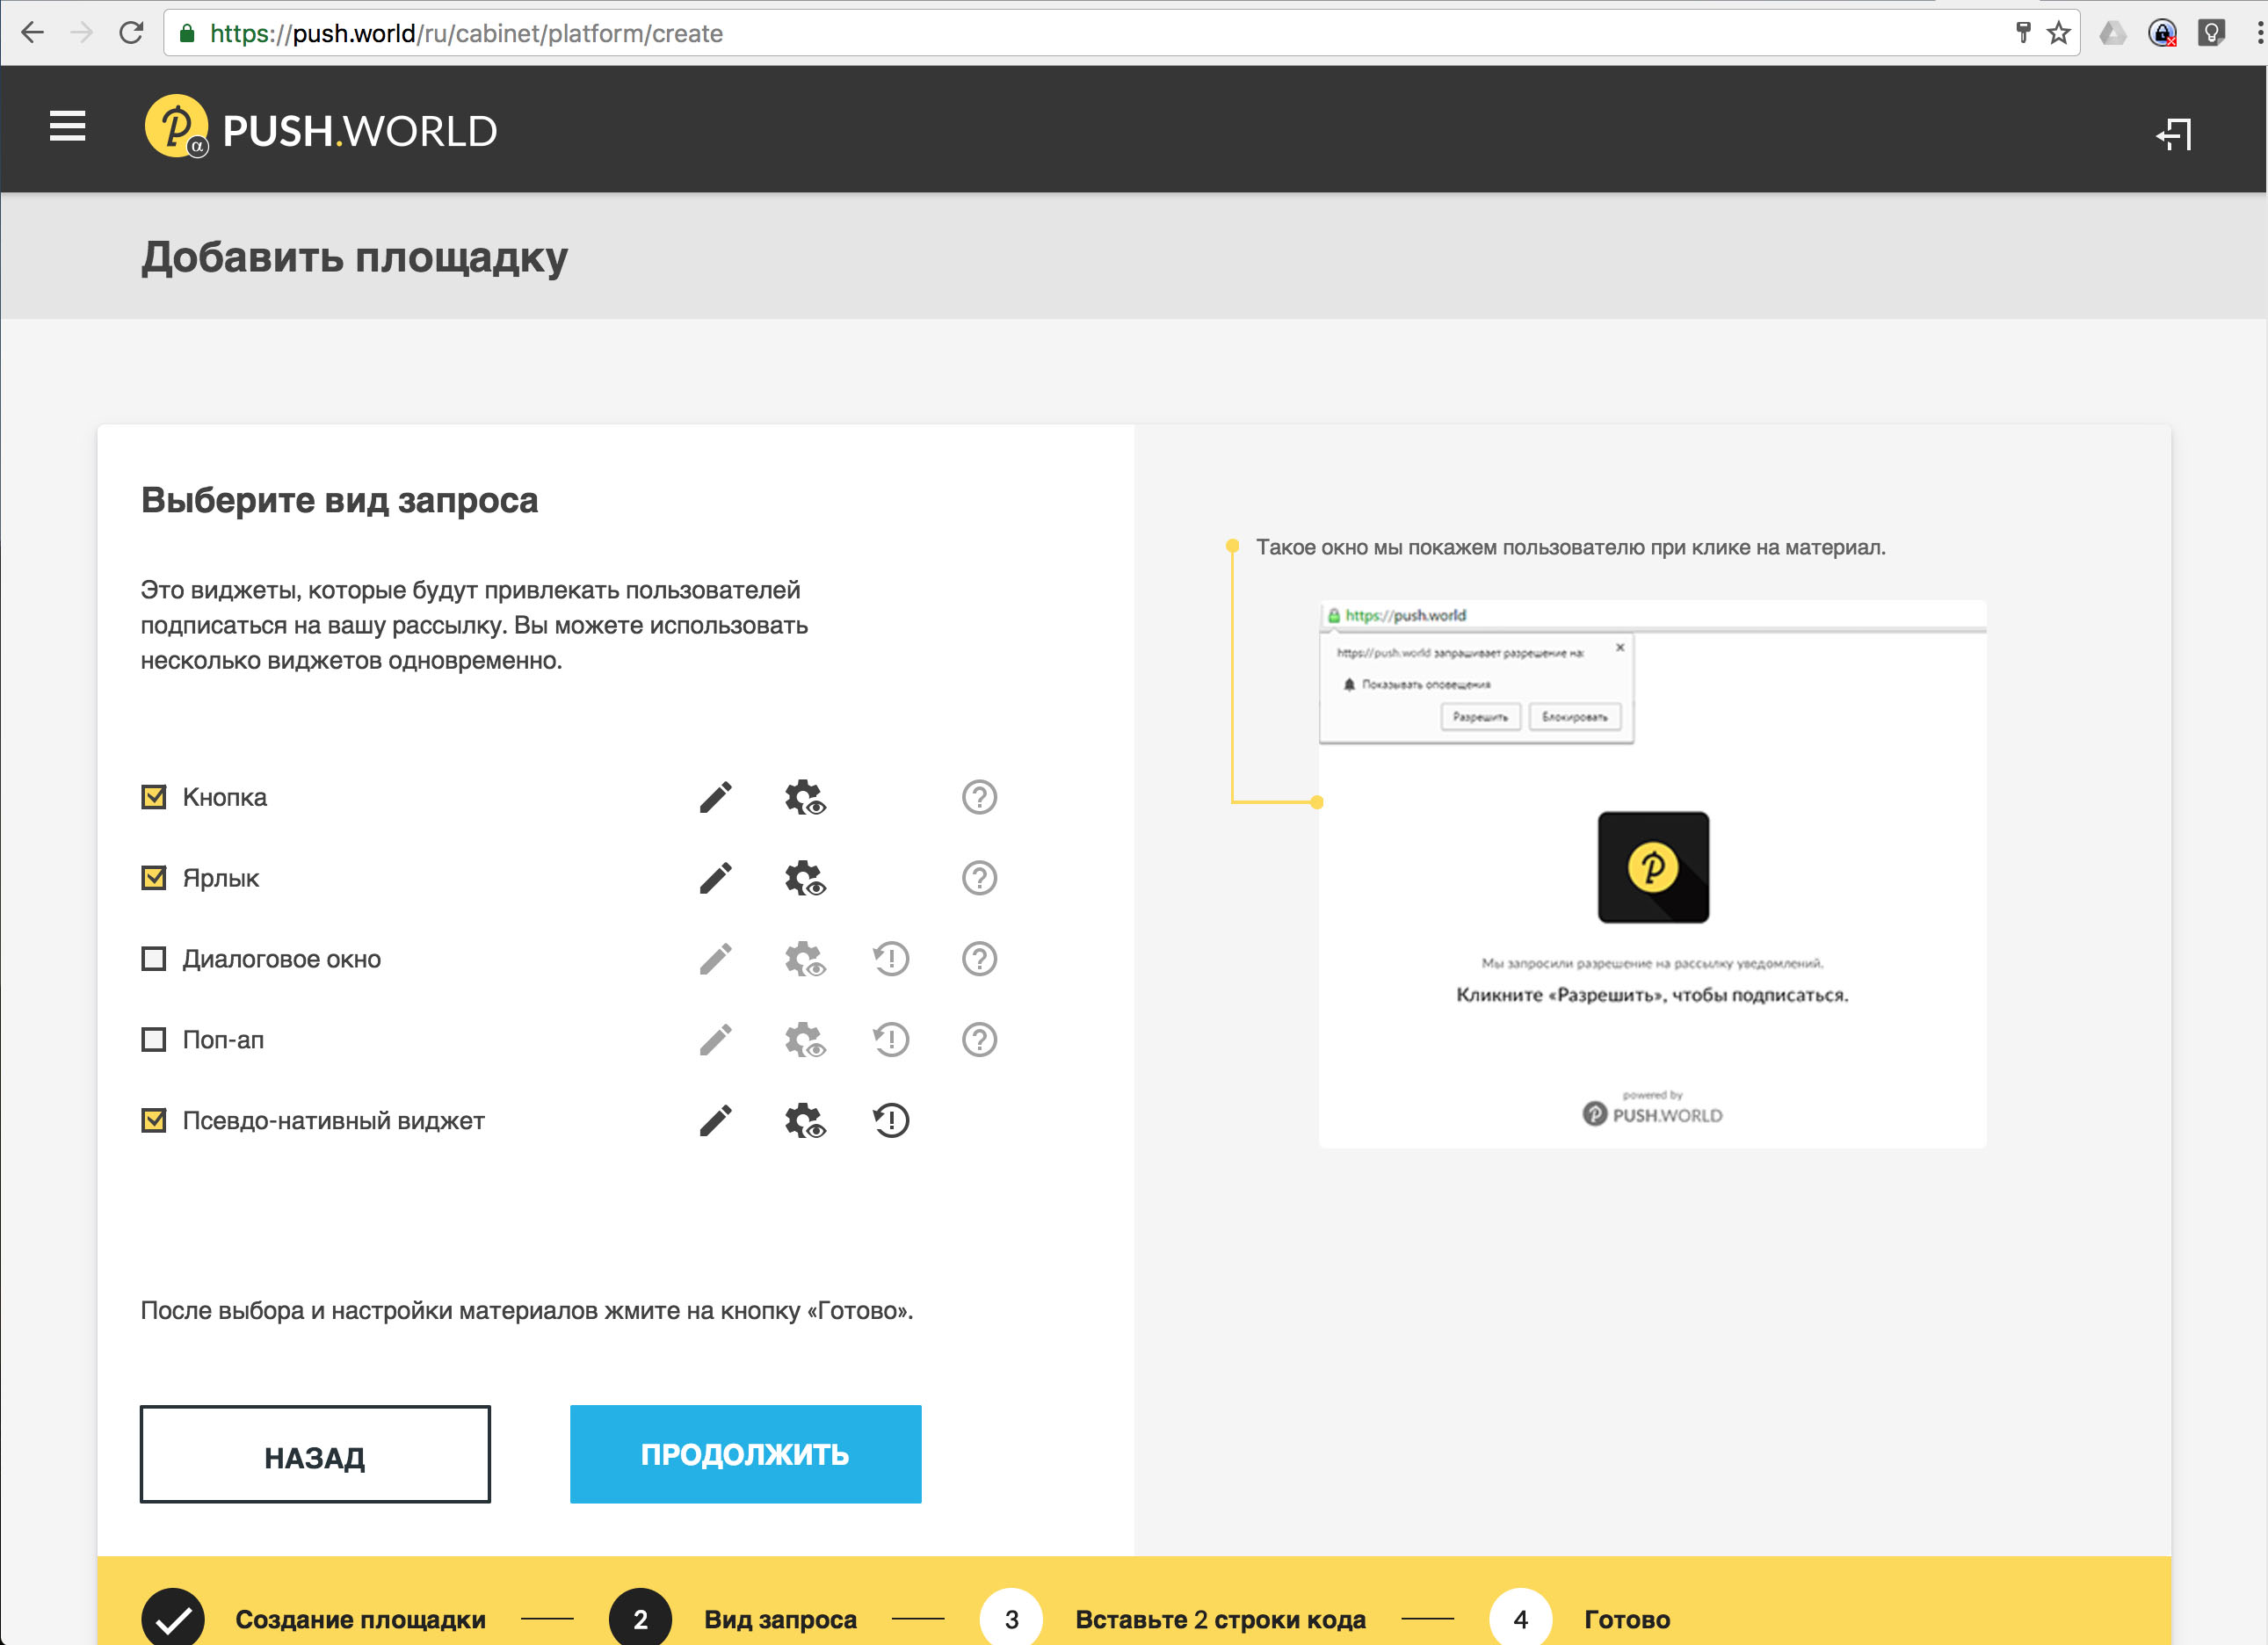 https://push.world/ru/cabinet/platform/create
PUSH.WORLD
α
Добавить площадку
Выберите вид запроса
Это виджеты, которые будут привлекать пользователей
подписаться на вашу рассылку. Вы можете использовать
несколько виджетов одновременно.
Кнопка
Ярлык
Диалоговое окно
Поп-ап
Псевдо-нативный виджет
После выбора и настройки материалов жмите на кнопку «Готово».
НАЗАД
ПРОДОЛЖИТЬ
Такое окно мы покажем пользователю при клике на материал.
https://push.world
https://push.world запрашивает разрешение на:
Показывать оповещения
Разрешить
Блокировать
Мы запросили разрешение на рассылку уведомлений.
Кликните «Разрешить», чтобы подписаться.
powered by
PUSH.WORLD
Создание площадки
2 Вид запроса
3 Вставьте 2 строки кода
4 Готово